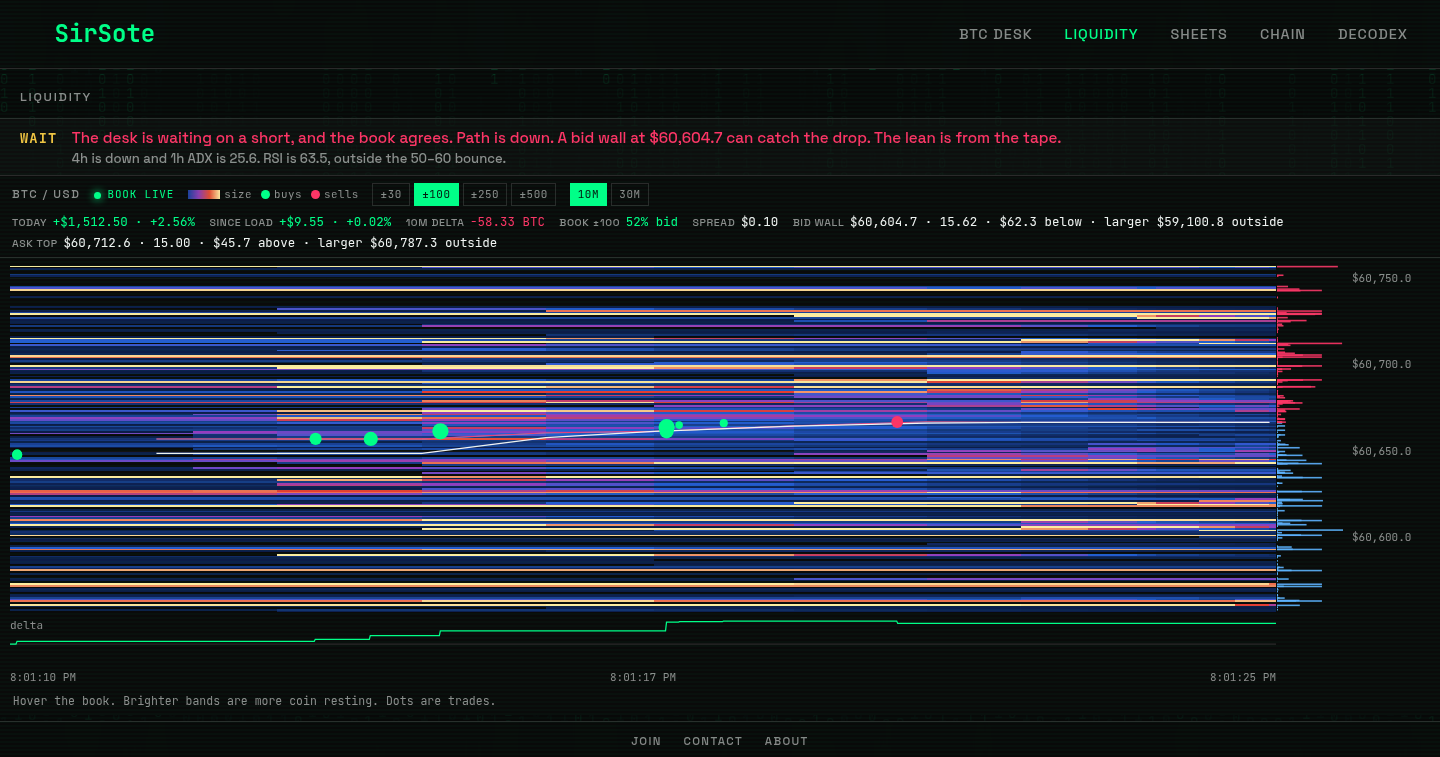 SirSote
BTC DESK LIQUIDITY SHEETS CHAIN DECODEX
LIQUIDITY
WAIT The desk is waiting on a short, and the book agrees. Path is down. A bid wall at $60,604.7 can catch the drop. The lean is from the tape.
4h is down and 1h ADX is 25.6. RSI is 63.5, outside the 50–60 bounce.
BTC / USD BOOK LIVE size buys sells ±30 ±100 ±250 ±500 10M 30M
TODAY +$1,512.50 · +2.56% SINCE LOAD +$9.55 · +0.02% 10M DELTA -58.33 BTC BOOK ±100 52% bid SPREAD $0.10 BID WALL $60,604.7 · 15.62 · $62.3 below · larger $59,100.8 outside
ASK TOP $60,712.6 · 15.00 · $45.7 above · larger $60,787.3 outside
$60,750.0
$60,700.0
$60,650.0
$60,600.0
delta
8:01:10 PM 8:01:17 PM 8:01:25 PM
Hover the book. Brighter bands are more coin resting. Dots are trades.
JOIN CONTACT ABOUT